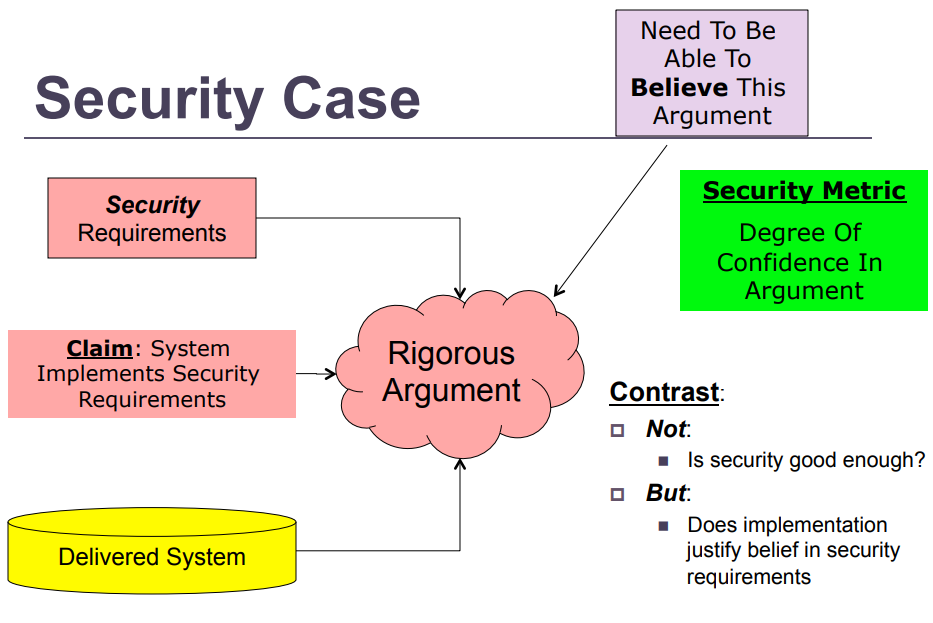 Need To Be
Able To
Believe This
Argument
Security Case
Security Metric
Degree Of
Confidence In
Argument
Security
Requirements
Claim: System
Implements Security
Requirements
Rigorous
Argument
Delivered System
Contrast:
Not:
Is security good enough?
But:
Does implementation
justify belief in security
requirements